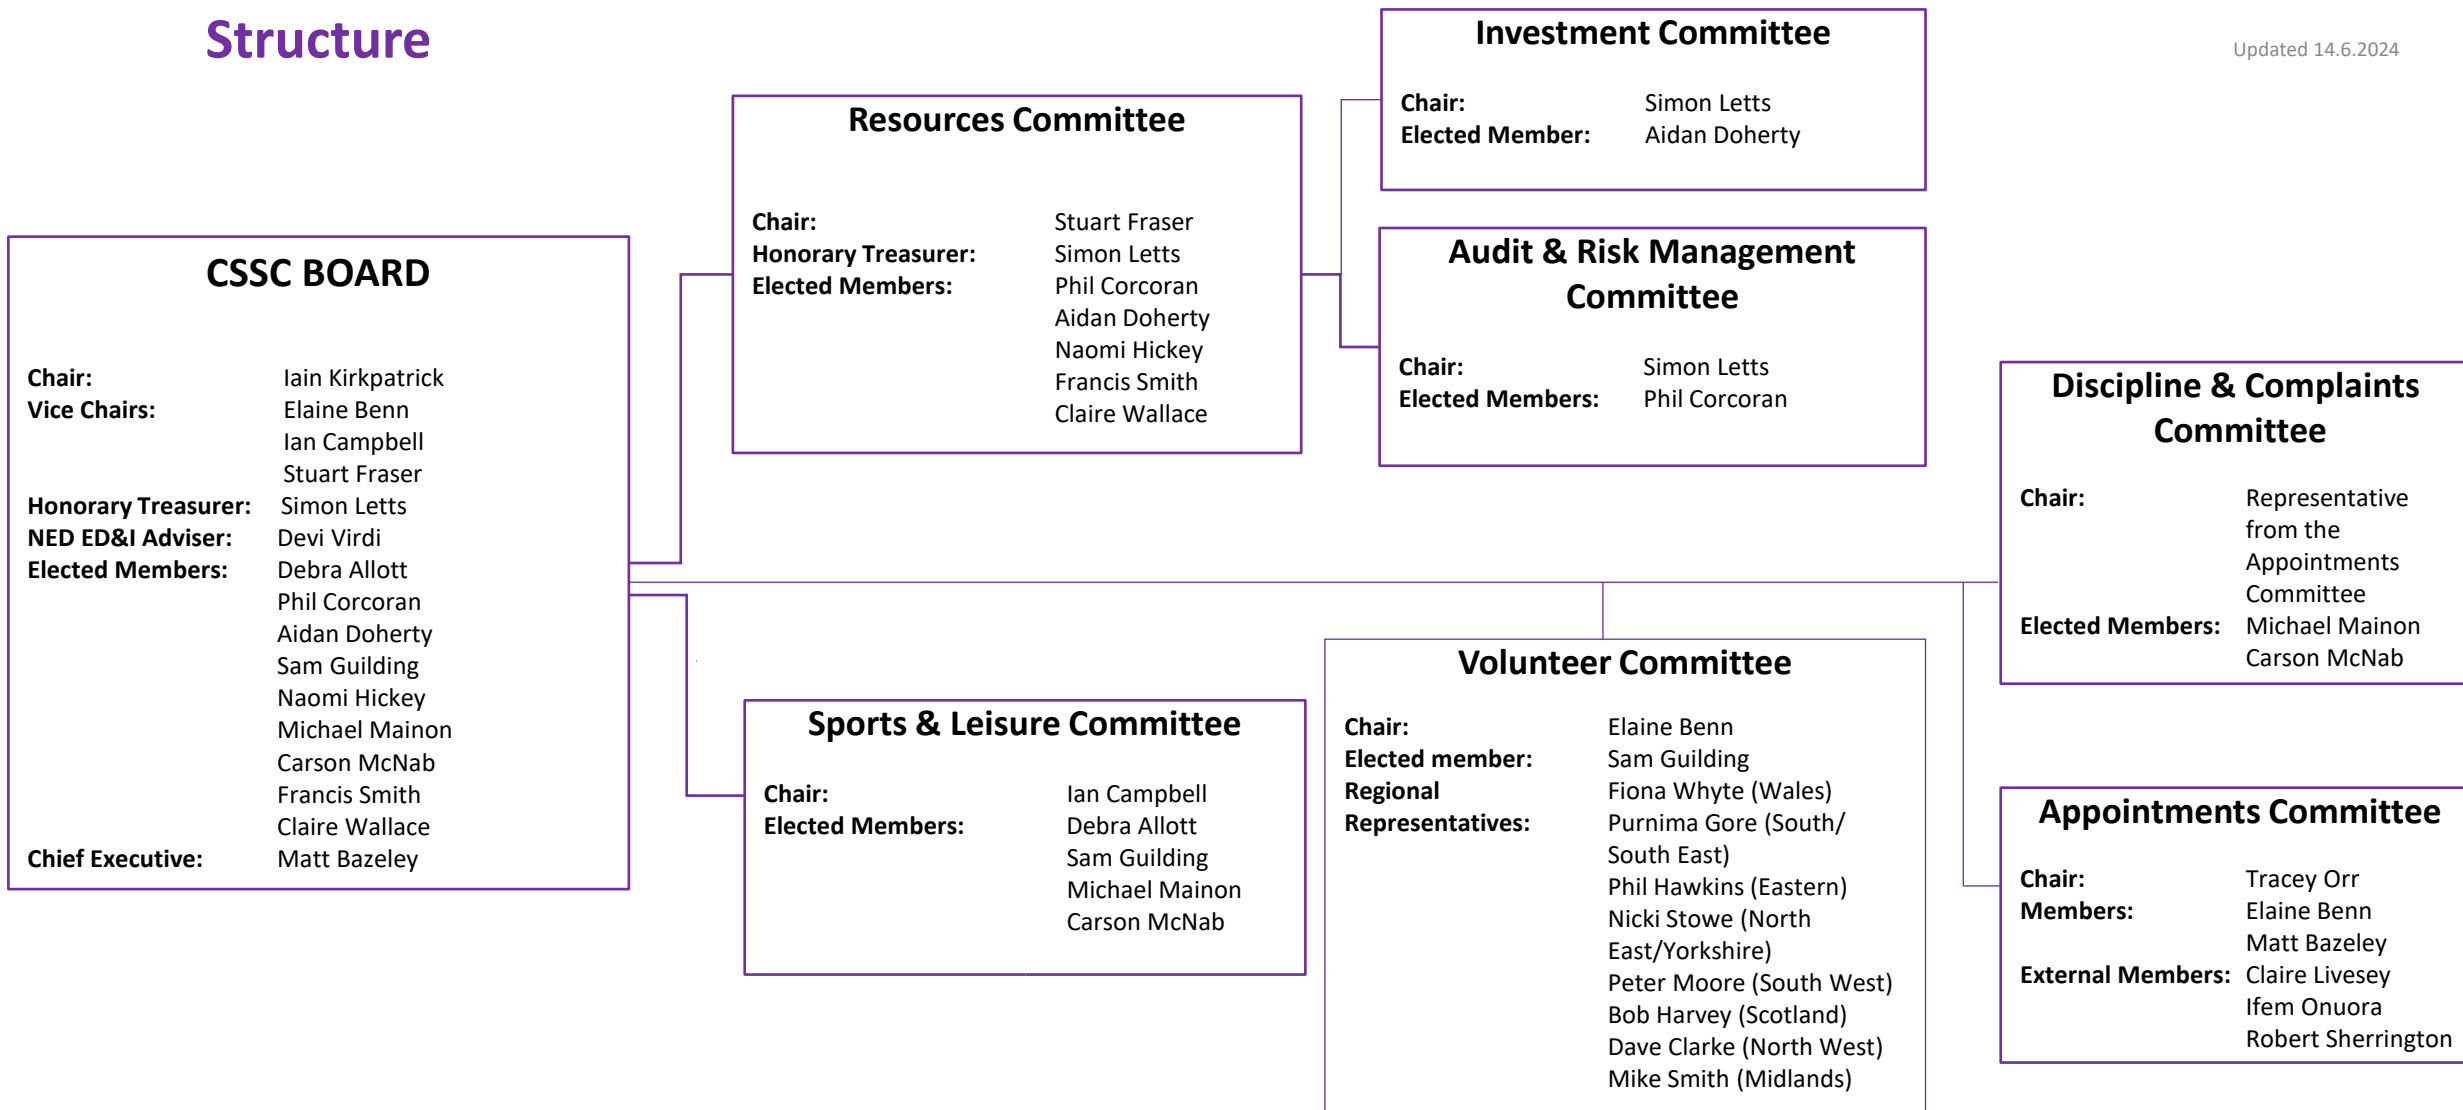 Structure
Updated 14.6.2024
CSSC BOARD
Chair: Iain Kirkpatrick
Vice Chairs: Elaine Benn
Ian Campbell
Stuart Fraser
Honorary Treasurer: Simon Letts
NED ED&I Adviser: Devi Virdi
Elected Members: Debra Allott
Phil Corcoran
Aidan Doherty
Sam Guilding
Naomi Hickey
Michael Mainon
Carson McNab
Francis Smith
Claire Wallace
Chief Executive: Matt Bazeley
Resources Committee
Chair: Stuart Fraser
Honorary Treasurer: Simon Letts
Elected Members: Phil Corcoran
Aidan Doherty
Naomi Hickey
Francis Smith
Claire Wallace
Sports & Leisure Committee
Chair: Ian Campbell
Elected Members: Debra Allott
Sam Guilding
Michael Mainon
Carson McNab
Investment Committee
Chair: Simon Letts
Elected Member: Aidan Doherty
Audit & Risk Management
Committee
Chair: Simon Letts
Elected Members: Phil Corcoran
Volunteer Committee
Chair: Elaine Benn
Elected member: Sam Guilding
Regional Fiona Whyte (Wales)
Representatives: Purnima Gore (South/
South East)
Phil Hawkins (Eastern)
Nicki Stowe (North
East/Yorkshire)
Peter Moore (South West)
Bob Harvey (Scotland)
Dave Clarke (North West)
Mike Smith (Midlands)
Discipline & Complaints
Committee
Chair: Representative
from the
Appointments
Committee
Elected Members: Michael Mainon
Carson McNab
Appointments Committee
Chair: Tracey Orr
Members: Elaine Benn
Matt Bazeley
External Members: Claire Livesey
Ifem Onuora
Robert Sherrington